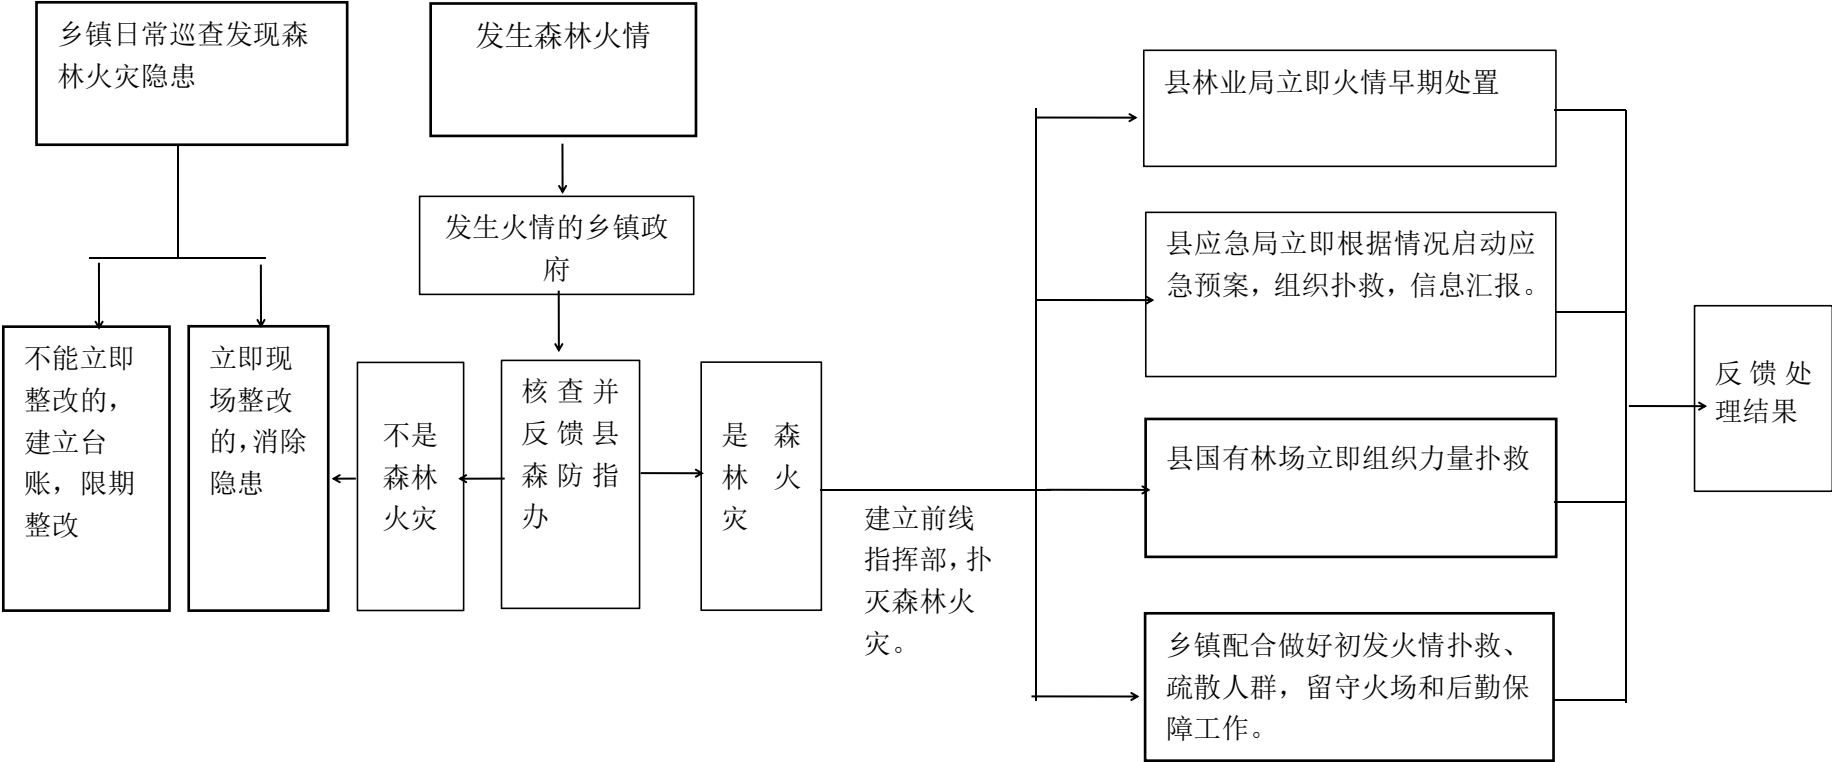 乡镇日常巡查发现森
林火灾隐患
发生森林火情
发生火情的乡镇政
府
不能立即
整改的，
建立台
账，限期
整改
立即现
场整改
的，消除
隐患
不是
森林
火灾
核查并
反馈县
森防指
办
是森
林火
灾
建立前线
指挥部，扑
灭森林火
灾。
县林业局立即火情早期处置
县应急局立即根据情况启动应
急预案，组织扑救，信息汇报。
县国有林场立即组织力量扑救
乡镇配合做好初发火情扑救、
疏散人群，留守火场和后勤保
障工作。
反馈处
理结果